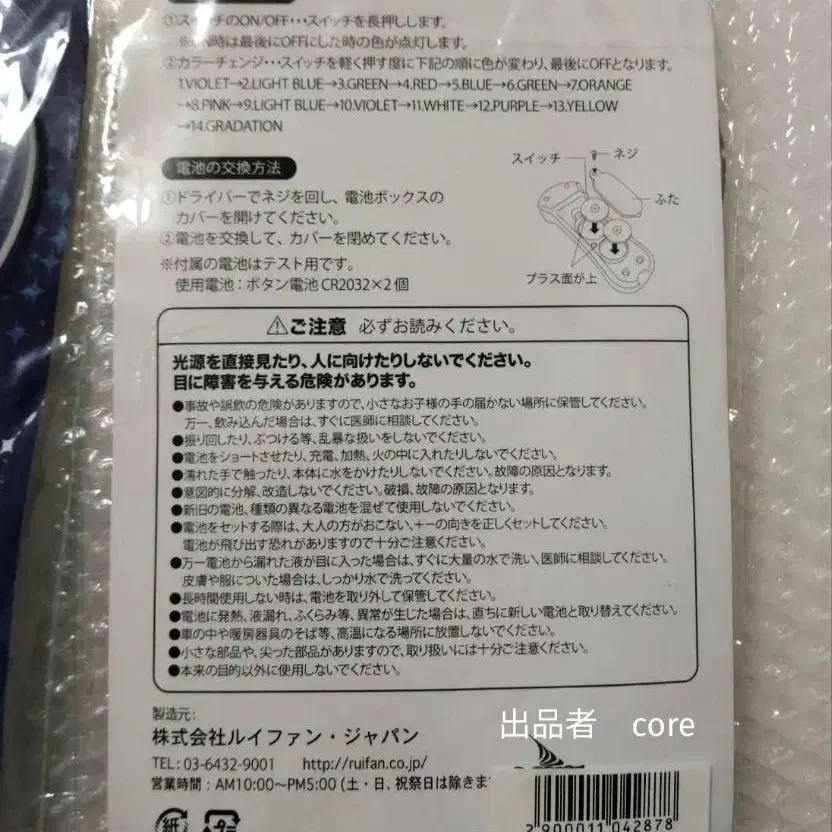 ①スイッチのON/OFF･･･スイッチを長押しします。
※ON時は最後にOFFにした時の色が点灯します。
②カラーチェンジ･･･スイッチを軽く押す度に下記の順に色が変わり、最後にOFFとなります。
1.VIOLET→2.LIGHT BLUE→3.GREEN→4.RED→5.BLUE→6.GREEN→7.ORANGE
→8.PINK→9.LIGHT BLUE→10.VIOLET→11.WHITE→12.PURPLE→13.YELLOW
→14.GRADATION
電池の交換方法
①ドライバーでネジを回し、電池ボックスの
カバーを開けてください。
②電池を交換して、カバーを閉めてください。
※付属の電池はテスト用です。
使用電池：ボタン電池 CR2032×2個
スイッチ
ネジ
ふた
プラス面が上
⚠ご注意 必ずお読みください。
光源を直接見たり、人に向けたりしないでください。
目に障害を与える危険があります。
●事故や誤飲の危険がありますので、小さなお子様の手の届かない場所に保管してください。
万一、飲み込んだ場合は、すぐに医師に相談してください。
●振り回したり、ぶつける等、乱暴な扱いをしないでください。
●電池をショートさせたり、充電、加熱、火の中に入れたりしないでください。
●濡れた手で触ったり、本体に水をかけたりしないでください。故障の原因となります。
●意図的に分解、改造しないでください。破損、故障の原因となります。
●新旧の電池、種類の異なる電池を混ぜて使用しないでください。
●電池をセットする際は、大人の方がおこない、+−の向きを正しくセットしてください。
電池が飛び出す恐れがありますので十分ご注意ください。
●万一電池から漏れた液が目に入った場合は、すぐに大量の水で洗い、医師に相談してください。
皮膚や服についた場合は、しっかり水で洗ってください。
●長時間使用しない時は、電池を取り外して保管してください。
●電池に発熱、液漏れ、ふくらみ等、異常が生じた場合は、直ちに新しい電池と取り替えてください。
●車の中や暖房器具のそば等、高温になる場所に放置しないでください。
●小さな部品や、尖った部品がありますので、取り扱いには十分ご注意ください。
●本来の目的以外に使用しないでください。
製造元:
株式会社ルイファン・ジャパン
TEL: 03-6432-9001 http://ruifan.co.jp/
営業時間：AM10:00〜PM5:00 (土・日、祝祭日は除きま
出品者 core
紙
プラ
2900011042878